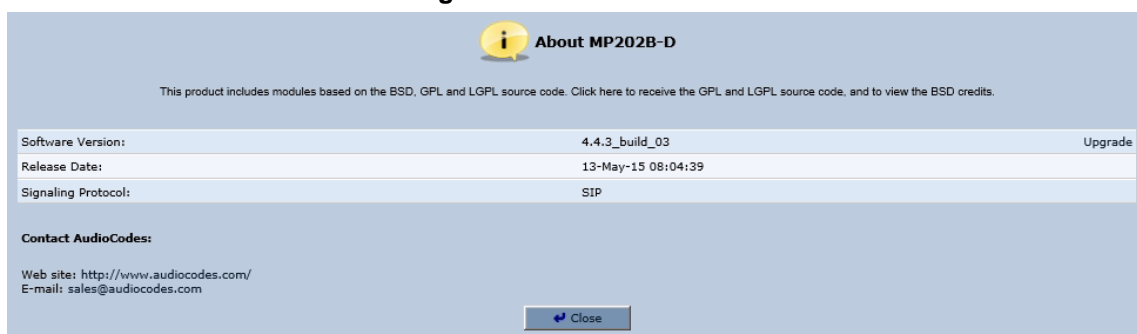 About MP202B-D
This product includes modules based on the BSD, GPL and LGPL source code. Click here to receive the GPL and LGPL source code, and to view the BSD credits.
Software Version: 4.4.3_build_03 Upgrade
Release Date: 13-May-15 08:04:39
Signaling Protocol: SIP
Contact AudioCodes:
Web site: http://www.audiocodes.com/
E-mail: sales@audiocodes.com
Close